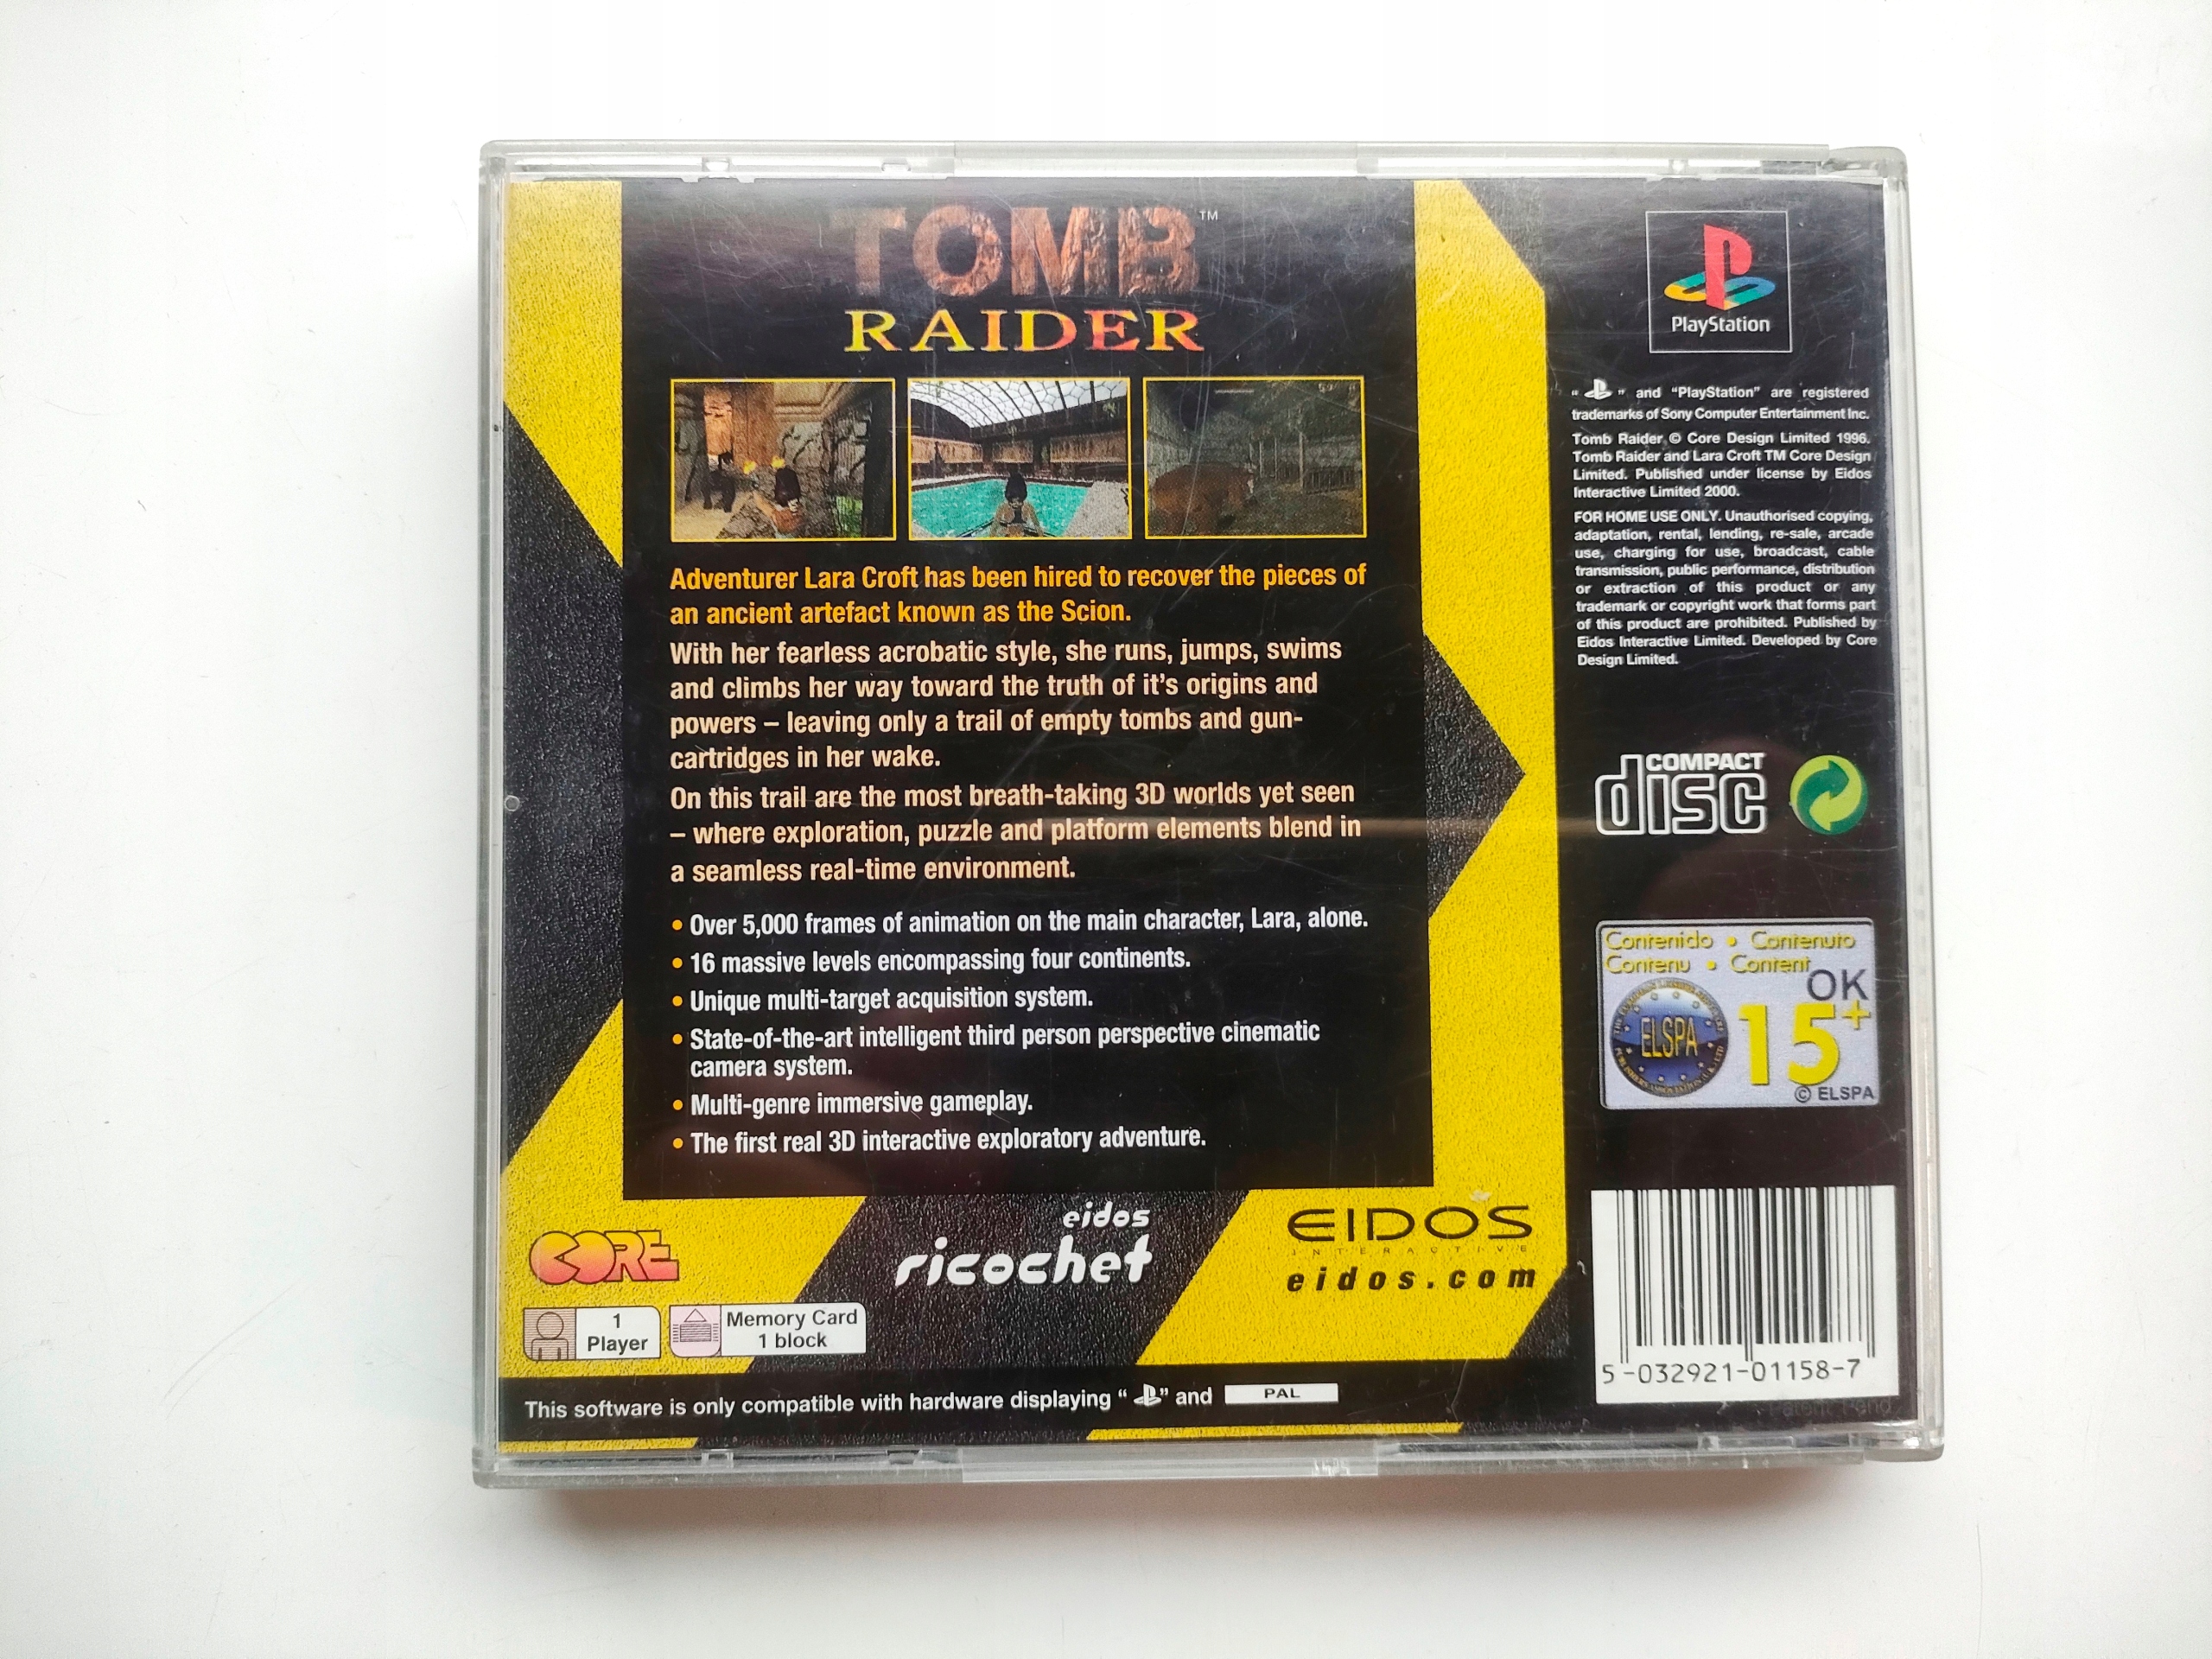 TOMB™
RAIDER
Adventurer Lara Croft has been hired to recover the pieces of
an ancient artefact known as the Scion.
With her fearless acrobatic style, she runs, jumps, swims
and climbs her way toward the truth of it's origins and
powers – leaving only a trail of empty tombs and gun-
cartridges in her wake.
On this trail are the most breath-taking 3D worlds yet seen
– where exploration, puzzle and platform elements blend in
a seamless real-time environment.
• Over 5,000 frames of animation on the main character, Lara, alone.
• 16 massive levels encompassing four continents.
• Unique multi-target acquisition system.
• State-of-the-art intelligent third person perspective cinematic
camera system.
• Multi-genre immersive gameplay.
• The first real 3D interactive exploratory adventure.
CORE
eidos
ricochet
EIDOS
INTERACTIVE
eidos.com
1
Player
Memory Card
1 block
This software is only compatible with hardware displaying " " and PAL
PlayStation
" " and "PlayStation" are registered
trademarks of Sony Computer Entertainment Inc.
Tomb Raider © Core Design Limited 1996.
Tomb Raider and Lara Croft TM Core Design
Limited. Published under license by Eidos
Interactive Limited 2000.
FOR HOME USE ONLY. Unauthorised copying,
adaptation, rental, lending, re-sale, arcade
use, charging for use, broadcast, cable
transmission, public performance, distribution
or extraction of this product or any
trademark or copyright work that forms part
of this product are prohibited. Published by
Eidos Interactive Limited. Developed by Core
Design Limited.
COMPACT
disc
Contenido • Contenuto
Contenu • Content
OK
ELSPA
15+
© ELSPA
5-032921-01158-7
Patent Pend